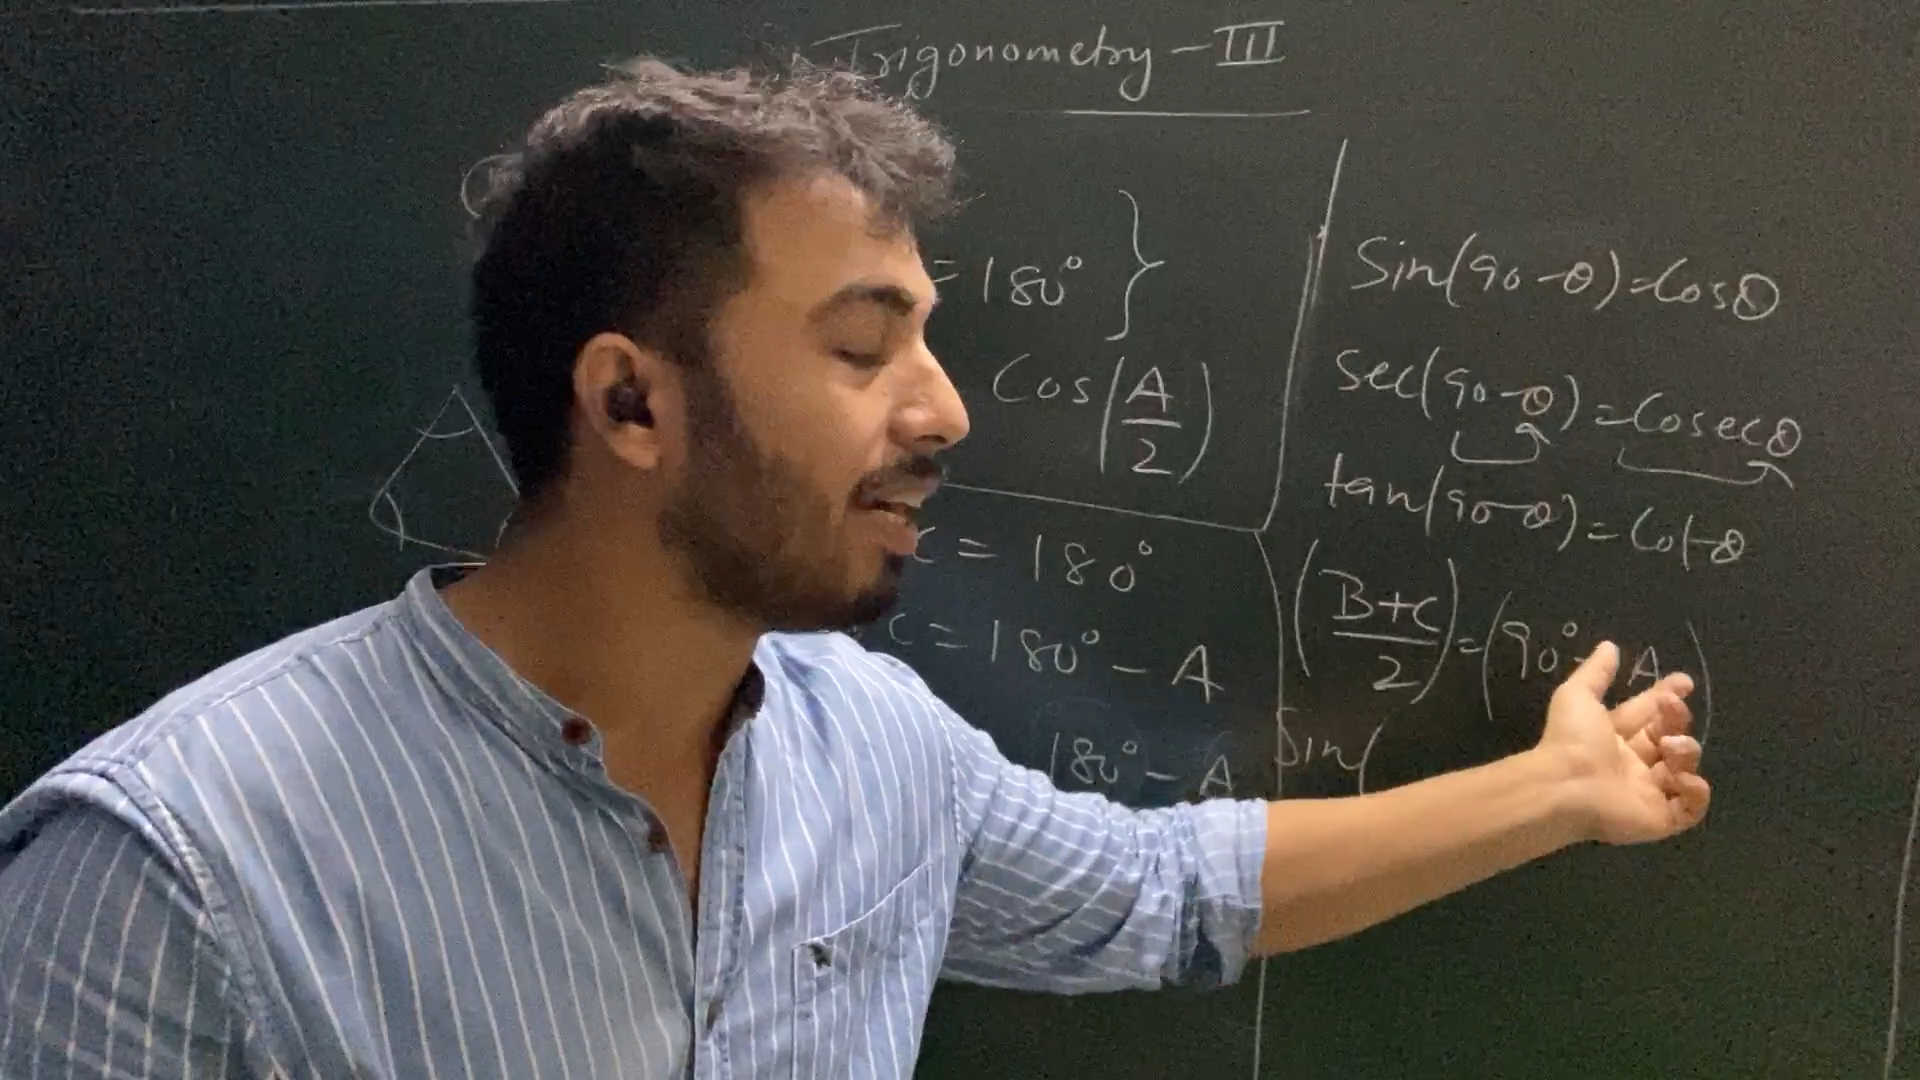 Trigonometry - III
= 180°
Cos(A/2)
C = 180°
C = 180° - A
180° - A
Sin(90-θ)=Cosθ
Sec(90-θ)=Cosecθ
tan(90-θ)=Cotθ
(B+C/2)=(90°- A
Sin(